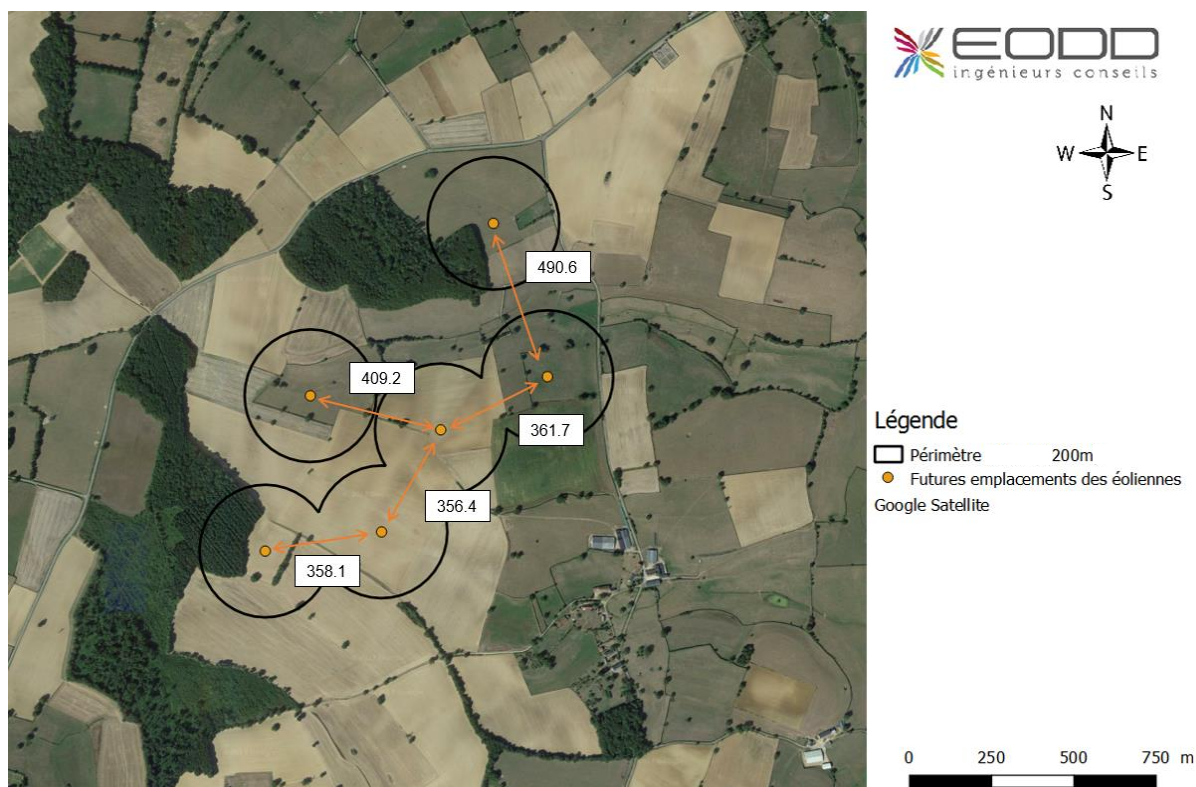 EODD
ingénieurs conseils
N
W E
S
490.6
409.2
361.7
356.4
358.1
Légende
Périmètre 200m
Futures emplacements des éoliennes
Google Satellite
0 250 500 750 m